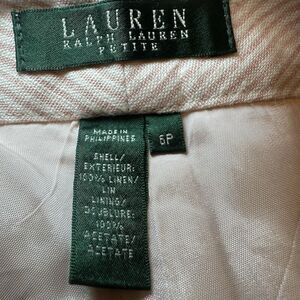 LAUREN
RALPH LAUREN
PETITE
MADE IN
PHILIPPINES
6P
SHELL/
EXTERIEUR:
100% LINEN/
LIN
LINING/
DOUBLURE:
100%
ACETATE/
ACETATE